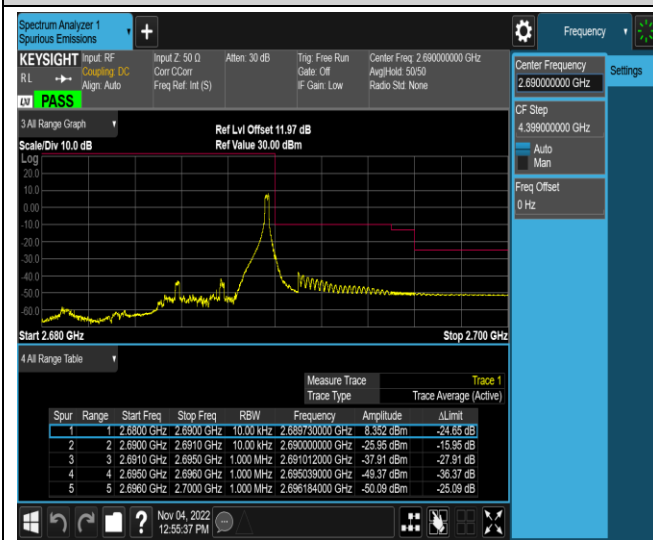 Spectrum Analyzer 1
Spurious Emissions
Frequency
KEYSIGHT Input: RF
R L
Coupling: DC
Align: Auto
Input Z: 50 Ω
Corr CCorr
Freq Ref: Int (S)
Atten: 30 dB
Trig: Free Run
Gate: Off
IF Gain: Low
Center Freq: 2.690000000 GHz
Avg|Hold: 50/50
Radio Std: None
LXI PASS
Center Frequency
2.690000000 GHz
Settings
CF Step
4.399000000 GHz
Auto
Man
Freq Offset
0 Hz
3 All Range Graph
Ref Lvl Offset 11.97 dB
Scale/Div 10.0 dB
Ref Value 30.00 dBm
Log
20.0
10.0
0.00
-10.0
-20.0
-30.0
-40.0
-50.0
-60.0
Start 2.680 GHz
Stop 2.700 GHz
4 All Range Table
Measure Trace Trace 1
Trace Type Trace Average (Active)
Spur Range Start Freq Stop Freq RBW Frequency Amplitude ΔLimit
1 1 2.6800 GHz 2.6900 GHz 10.00 kHz 2.689730000 GHz 8.352 dBm -24.65 dB
2 2 2.6900 GHz 2.6910 GHz 10.00 kHz 2.690000000 GHz -25.95 dBm -15.95 dB
3 3 2.6910 GHz 2.6950 GHz 1.000 MHz 2.691012000 GHz -37.91 dBm -27.91 dB
4 4 2.6950 GHz 2.6960 GHz 1.000 MHz 2.695039000 GHz -49.37 dBm -36.37 dB
5 5 2.6960 GHz 2.7000 GHz 1.000 MHz 2.696184000 GHz -50.09 dBm -25.09 dB
Nov 04, 2022
12:55:37 PM